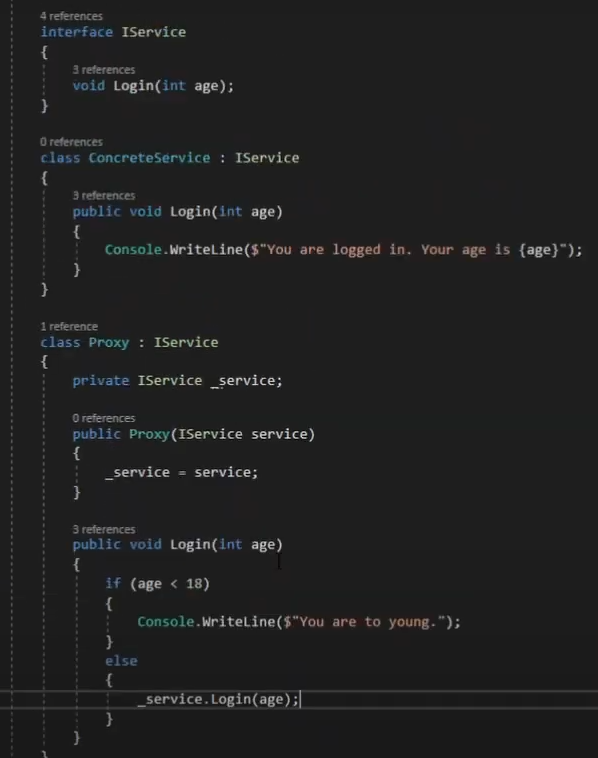 4 references
interface IService
{
3 references
void Login(int age);
}
0 references
class ConcreteService : IService
{
3 references
public void Login(int age)
{
Console.WriteLine($"You are logged in. Your age is {age}");
}
}
1 reference
class Proxy : IService
{
private IService _service;
0 references
public Proxy(IService service)
{
_service = service;
}
3 references
public void Login(int age)
{
if (age < 18)
{
Console.WriteLine($"You are to young.");
}
else
{
_service.Login(age);
}
}
}